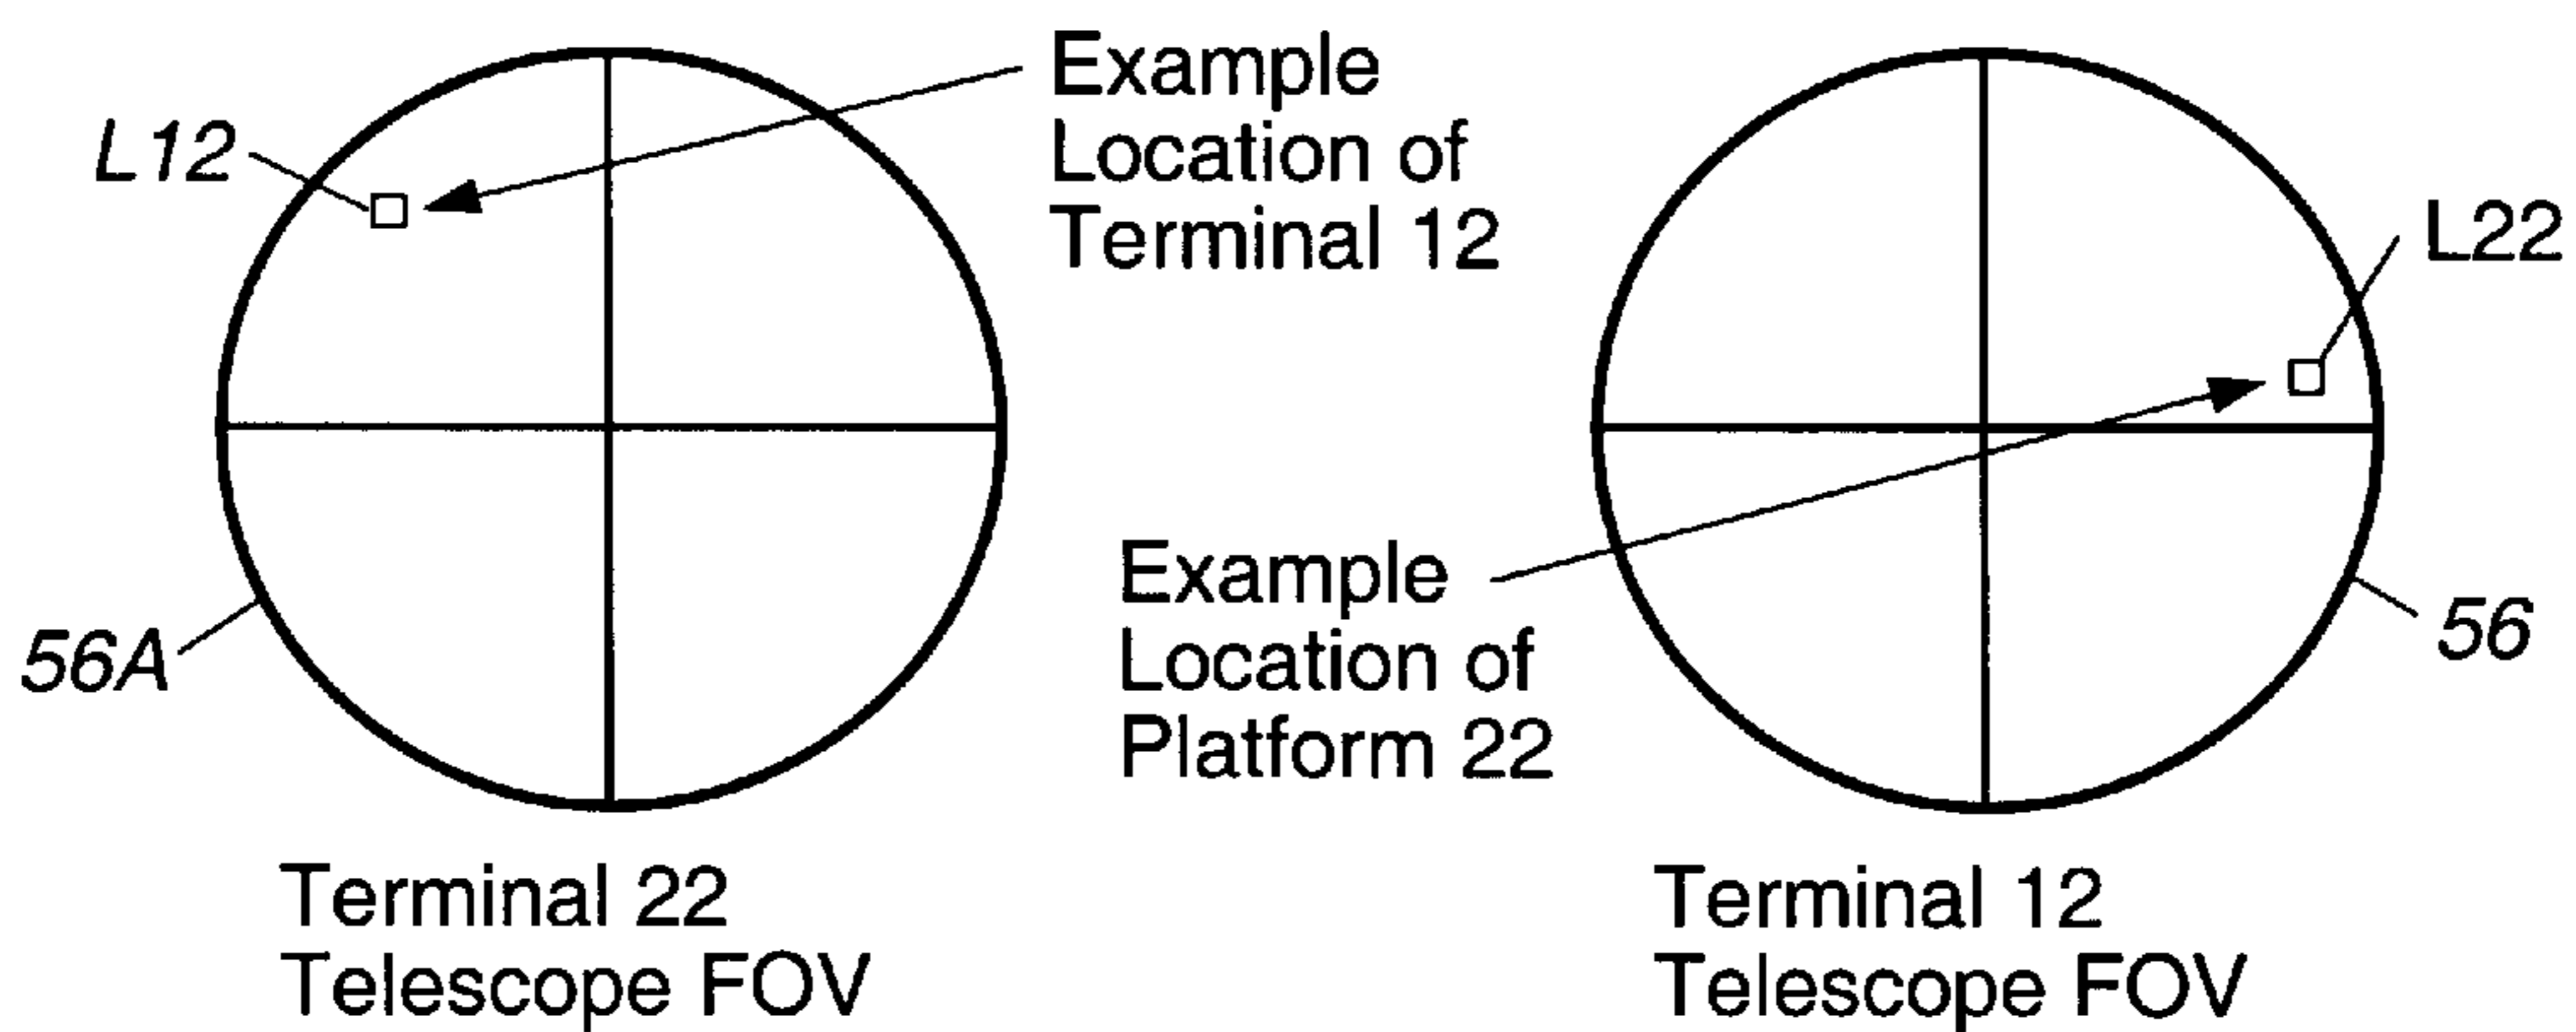 L12
Example
Location of
Terminal 12
L22
56A
Example
Location of
Platform 22
56
Terminal 22
Telescope FOV
Terminal 12
Telescope FOV